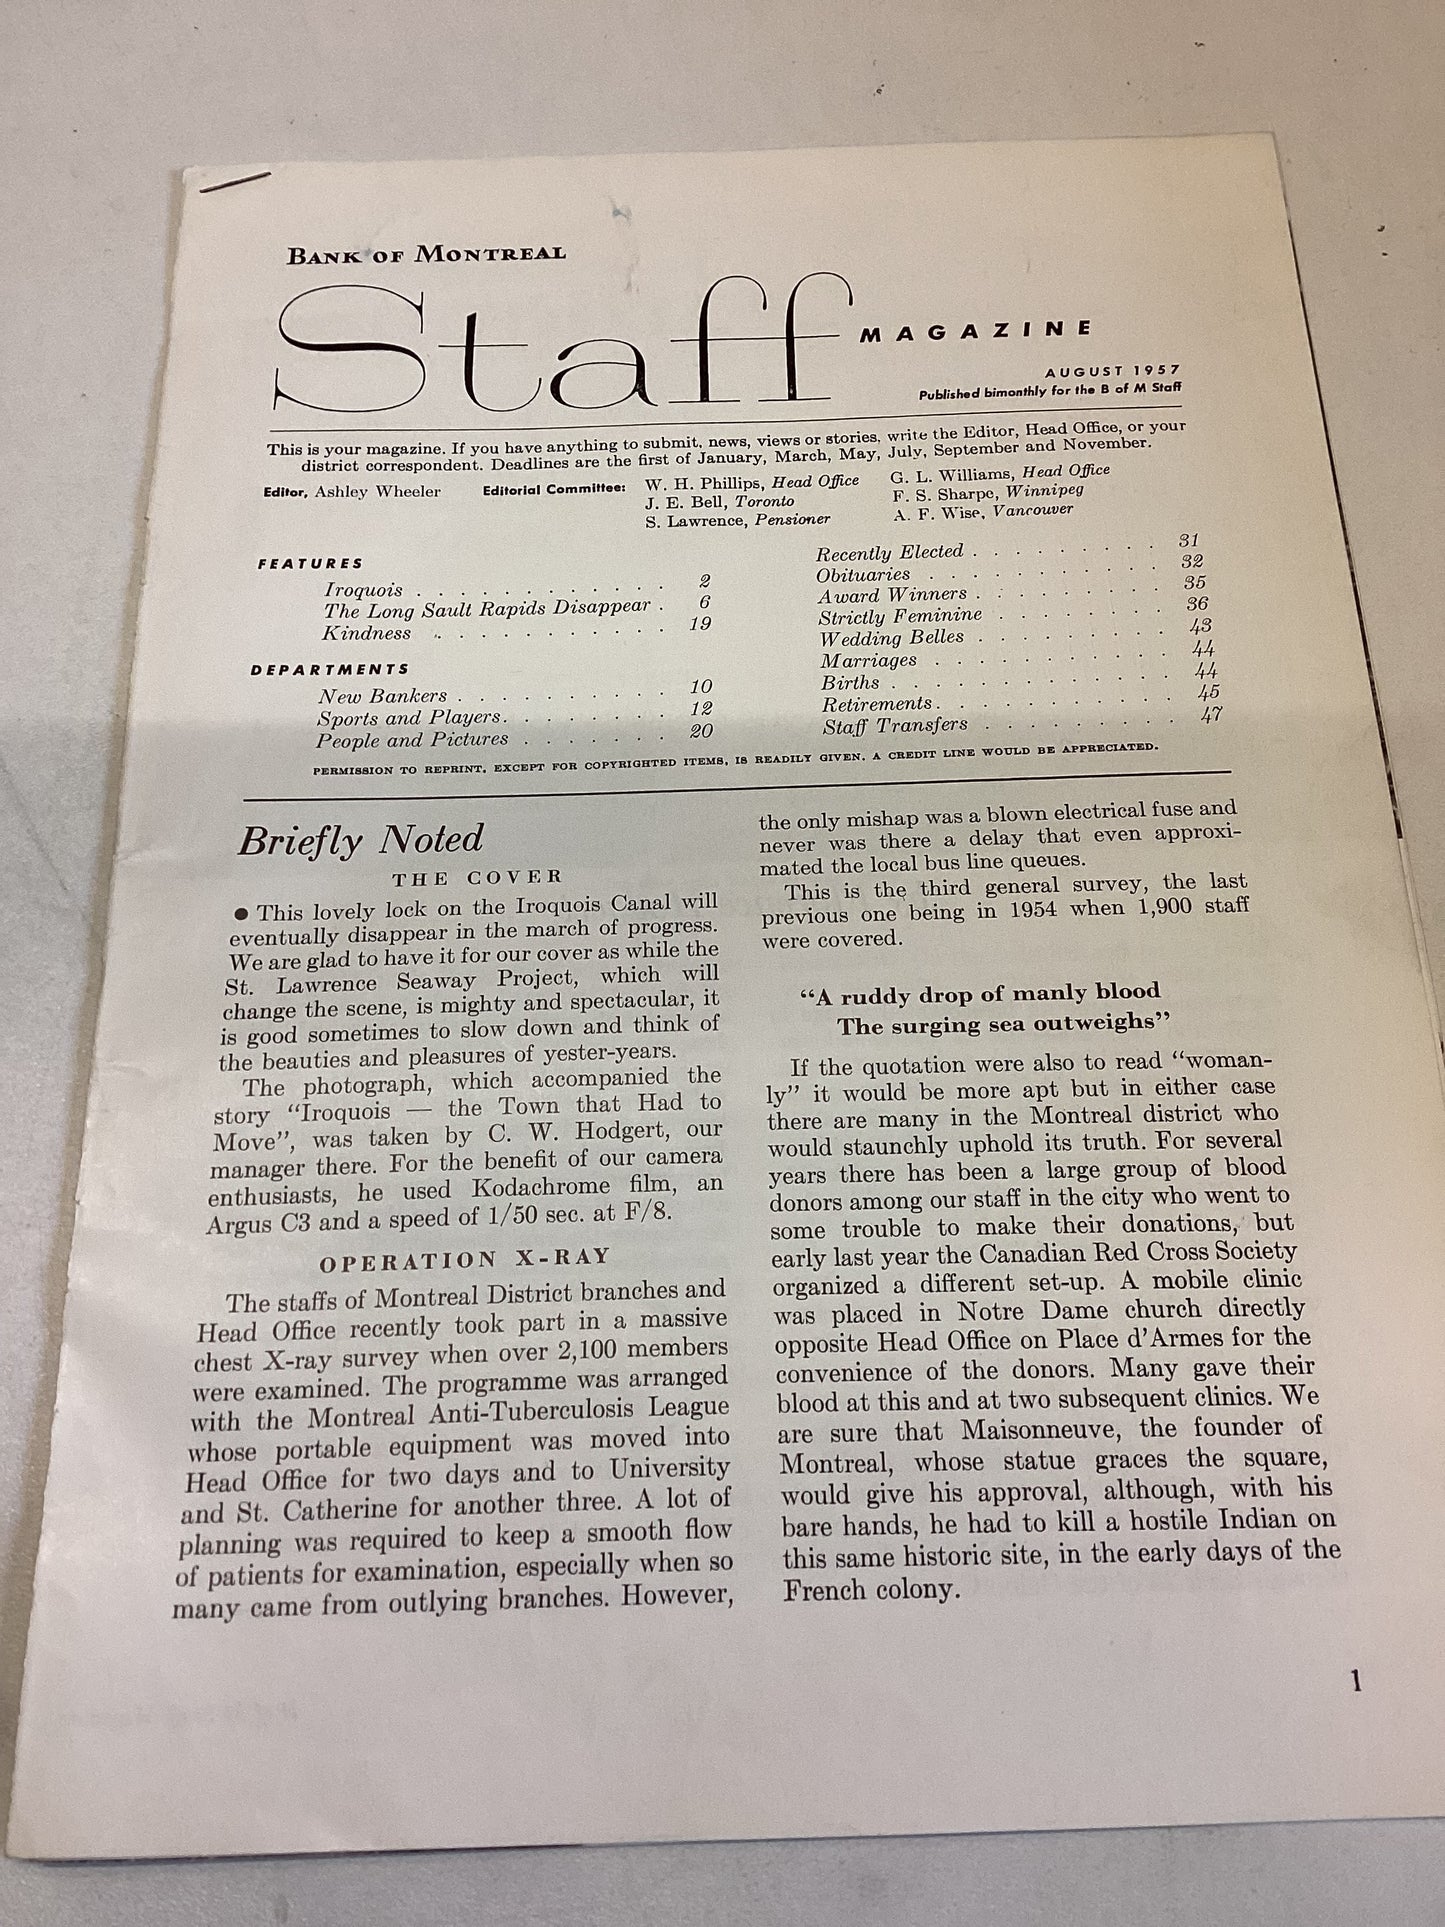 BANK OF MONTREAL
Staff MAGAZINE
AUGUST 1957
Published bimonthly for the B of M Staff
This is your magazine. If you have anything to submit, news, views or stories, write the Editor, Head Office, or your
district correspondent. Deadlines are the first of January, March, May, July, September and November.
Editor, Ashley Wheeler
Editorial Committee:
W. H. Phillips, Head Office
J. E. Bell, Toronto
S. Lawrence, Pensioner
G. L. Williams, Head Office
F. S. Sharpe, Winnipeg
A. F. Wise, Vancouver
FEATURES
Iroquois . . . . . . . . . . . . 2
The Long Sault Rapids Disappear . 6
Kindness . . . . . . . . . . . 19
DEPARTMENTS
New Bankers . . . . . . . . . . 10
Sports and Players. . . . . . . . 12
People and Pictures . . . . . . . 20
Recently Elected . . . . . . . . . 31
Obituaries . . . . . . . . . . . 32
Award Winners . . . . . . . . . 35
Strictly Feminine . . . . . . . . 36
Wedding Belles . . . . . . . . . 43
Marriages . . . . . . . . . . . 44
Births . . . . . . . . . . . . . 44
Retirements. . . . . . . . . . . 45
Staff Transfers . . . . . . . . . 47
PERMISSION TO REPRINT, EXCEPT FOR COPYRIGHTED ITEMS, IS READILY GIVEN. A CREDIT LINE WOULD BE APPRECIATED.
Briefly Noted
THE COVER
● This lovely lock on the Iroquois Canal will
eventually disappear in the march of progress.
We are glad to have it for our cover as while the
St. Lawrence Seaway Project, which will
change the scene, is mighty and spectacular, it
is good sometimes to slow down and think of
the beauties and pleasures of yester-years.
The photograph, which accompanied the
story "Iroquois — the Town that Had to
Move", was taken by C. W. Hodgert, our
manager there. For the benefit of our camera
enthusiasts, he used Kodachrome film, an
Argus C3 and a speed of 1/50 sec. at F/8.
OPERATION X-RAY
The staffs of Montreal District branches and
Head Office recently took part in a massive
chest X-ray survey when over 2,100 members
were examined. The programme was arranged
with the Montreal Anti-Tuberculosis League
whose portable equipment was moved into
Head Office for two days and to University
and St. Catherine for another three. A lot of
planning was required to keep a smooth flow
of patients for examination, especially when so
many came from outlying branches. However,
the only mishap was a blown electrical fuse and
never was there a delay that even approxi-
mated the local bus line queues.
This is the third general survey, the last
previous one being in 1954 when 1,900 staff
were covered.
"A ruddy drop of manly blood
The surging sea outweighs"
If the quotation were also to read "woman-
ly" it would be more apt but in either case
there are many in the Montreal district who
would staunchly uphold its truth. For several
years there has been a large group of blood
donors among our staff in the city who went to
some trouble to make their donations, but
early last year the Canadian Red Cross Society
organized a different set-up. A mobile clinic
was placed in Notre Dame church directly
opposite Head Office on Place d'Armes for the
convenience of the donors. Many gave their
blood at this and at two subsequent clinics. We
are sure that Maisonneuve, the founder of
Montreal, whose statue graces the square,
would give his approval, although, with his
bare hands, he had to kill a hostile Indian on
this same historic site, in the early days of the
French colony.
1